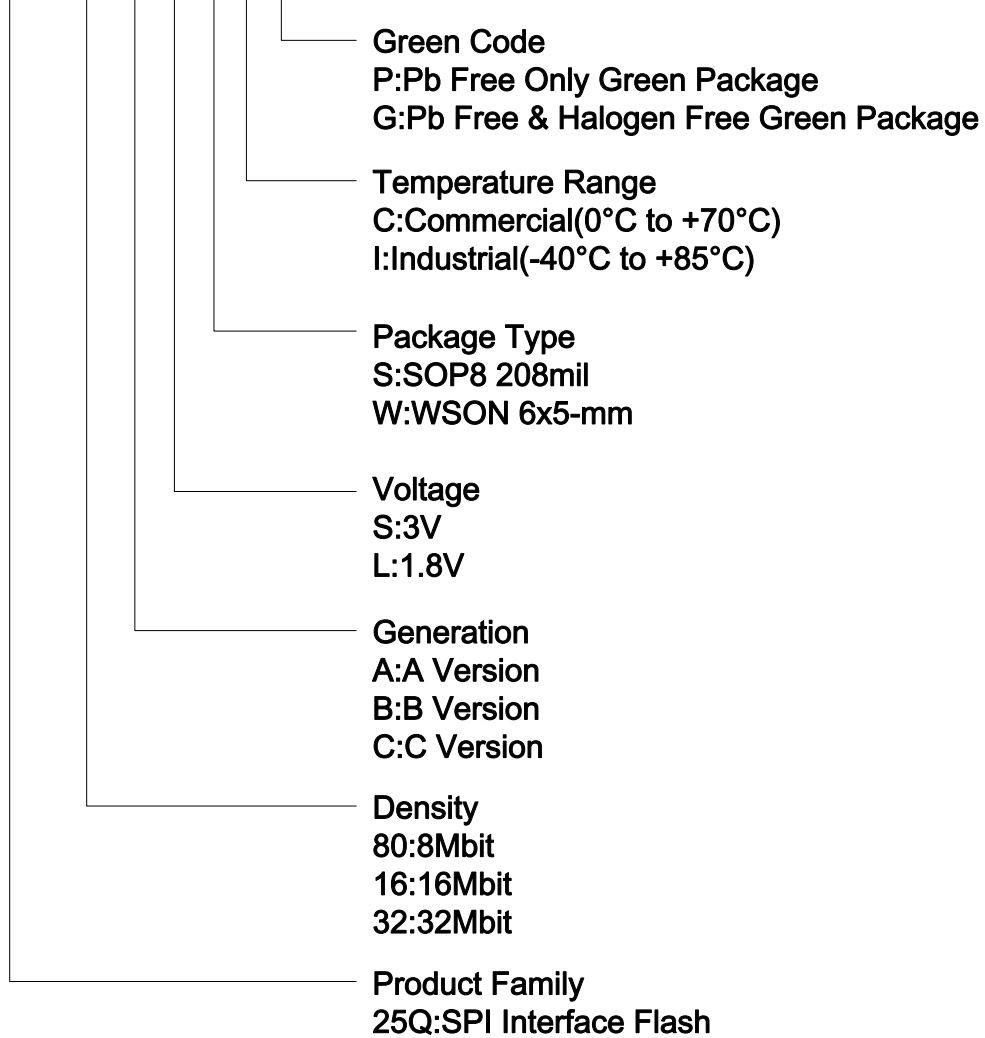 Green Code
P:Pb Free Only Green Package
G:Pb Free & Halogen Free Green Package
Temperature Range
C:Commercial(0°C to +70°C)
I:Industrial(-40°C to +85°C)
Package Type
S:SOP8 208mil
W:WSON 6x5-mm
Voltage
S:3V
L:1.8V
Generation
A:A Version
B:B Version
C:C Version
Density
80:8Mbit
16:16Mbit
32:32Mbit
Product Family
25Q:SPI Interface Flash